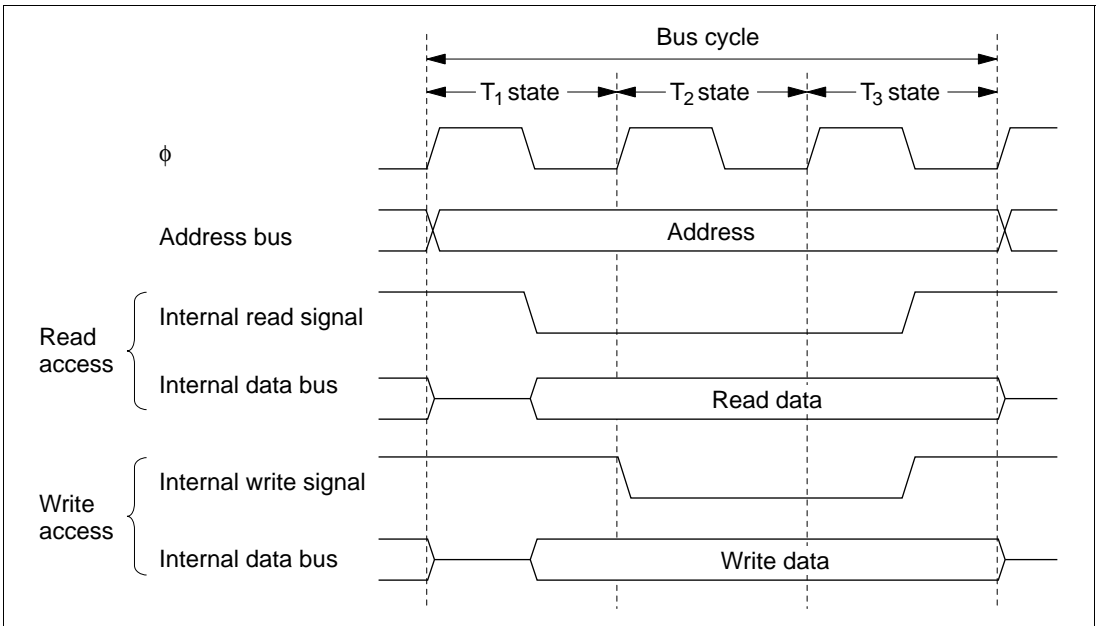 Bus cycle
T1 state T2 state T3 state
ϕ
Address bus Address
Read access
Internal read signal
Internal data bus Read data
Write access
Internal write signal
Internal data bus Write data